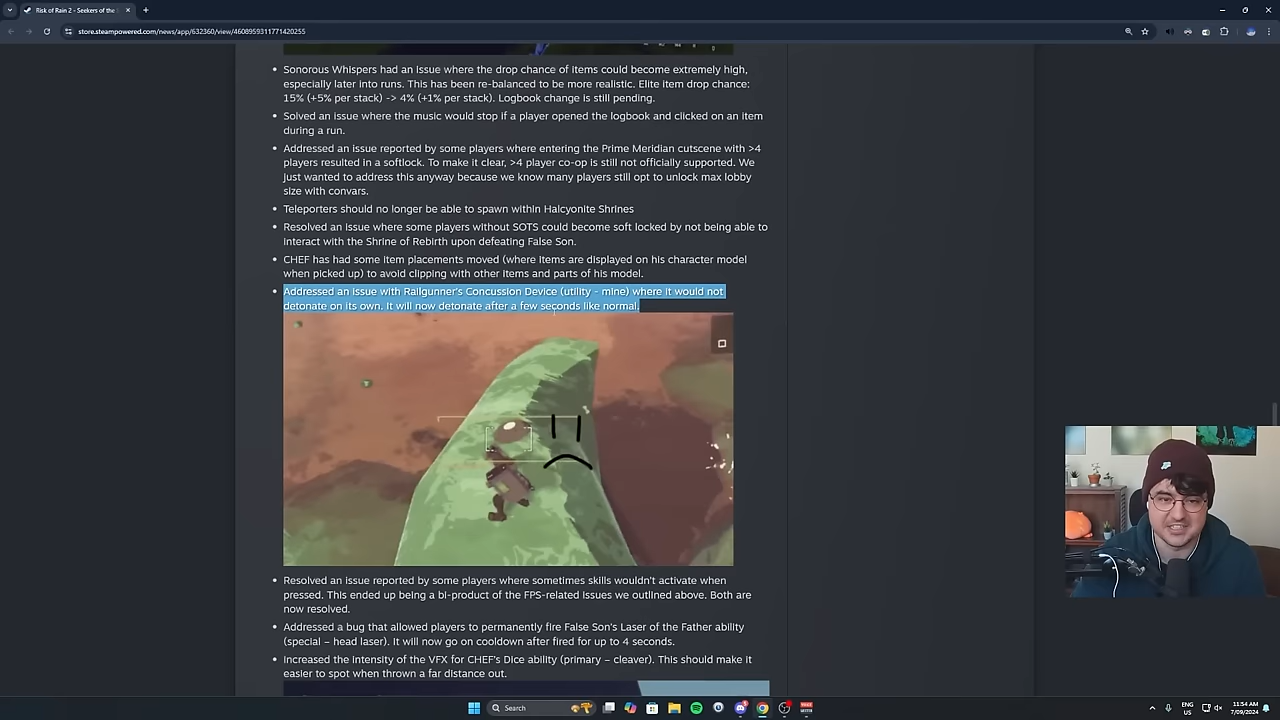 Risk of Rain 2 - Seekers of the
store.steampowered.com/news/app/632360/view/4608959311771420255
Sonorous Whispers had an issue where the drop chance of items could become extremely high,
especially later into runs. This has been re-balanced to be more realistic. Elite item drop chance:
15% (+5% per stack) -> 4% (+1% per stack). Logbook change is still pending.
Solved an issue where the music would stop if a player opened the logbook and clicked on an item
during a run.
Addressed an issue reported by some players where entering the Prime Meridian cutscene with >4
players resulted in a softlock. To make it clear, >4 player co-op is still not officially supported. We
just wanted to address this anyway because we know many players still opt to unlock max lobby
size with convars.
Teleporters should no longer be able to spawn within Halcyonite Shrines
Resolved an issue where some players without SOTS could become soft locked by not being able to
interact with the Shrine of Rebirth upon defeating False Son.
CHEF has had some item placements moved (where items are displayed on his character model
when picked up) to avoid clipping with other items and parts of his model.
Addressed an issue with Railgunner's Concussion Device (utility - mine) where it would not
detonate on its own. It will now detonate after a few seconds like normal.
Resolved an issue reported by some players where sometimes skills wouldn't activate when
pressed. This ended up being a bi-product of the FPS-related issues we outlined above. Both are
now resolved.
Addressed a bug that allowed players to permanently fire False Son's Laser of the Father ability
(special – head laser). It will now go on cooldown after fired for up to 4 seconds.
Increased the intensity of the VFX for CHEF's Dice ability (primary – cleaver). This should make it
easier to spot when thrown a far distance out.
Search
ENG
US
11:54 AM
7/09/2024